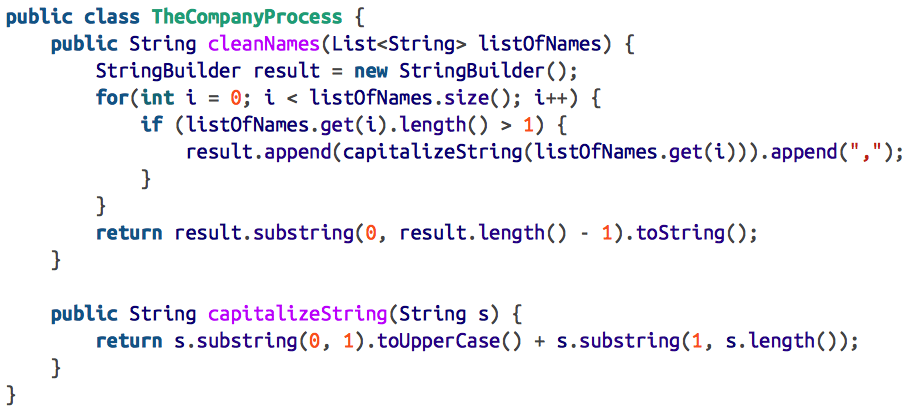 public class TheCompanyProcess {
    public String cleanNames(List<String> listOfNames) {
        StringBuilder result = new StringBuilder();
        for(int i = 0; i < listOfNames.size(); i++) {
            if (listOfNames.get(i).length() > 1) {
                result.append(capitalizeString(listOfNames.get(i))).append(",");
            }
        }
        return result.substring(0, result.length() - 1).toString();
    }

    public String capitalizeString(String s) {
        return s.substring(0, 1).toUpperCase() + s.substring(1, s.length());
    }
}